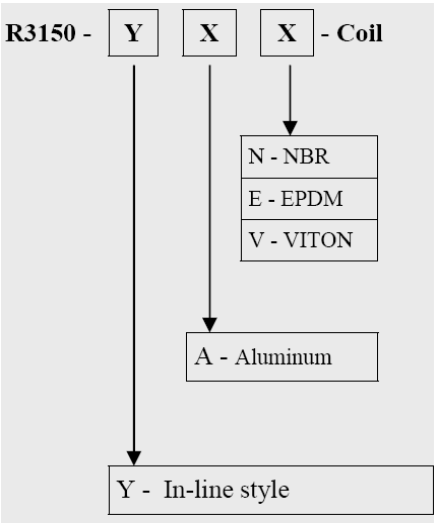 R3150 - Y X X - Coil
N - NBR
E - EPDM
V - VITON
A - Aluminum
Y - In-line style